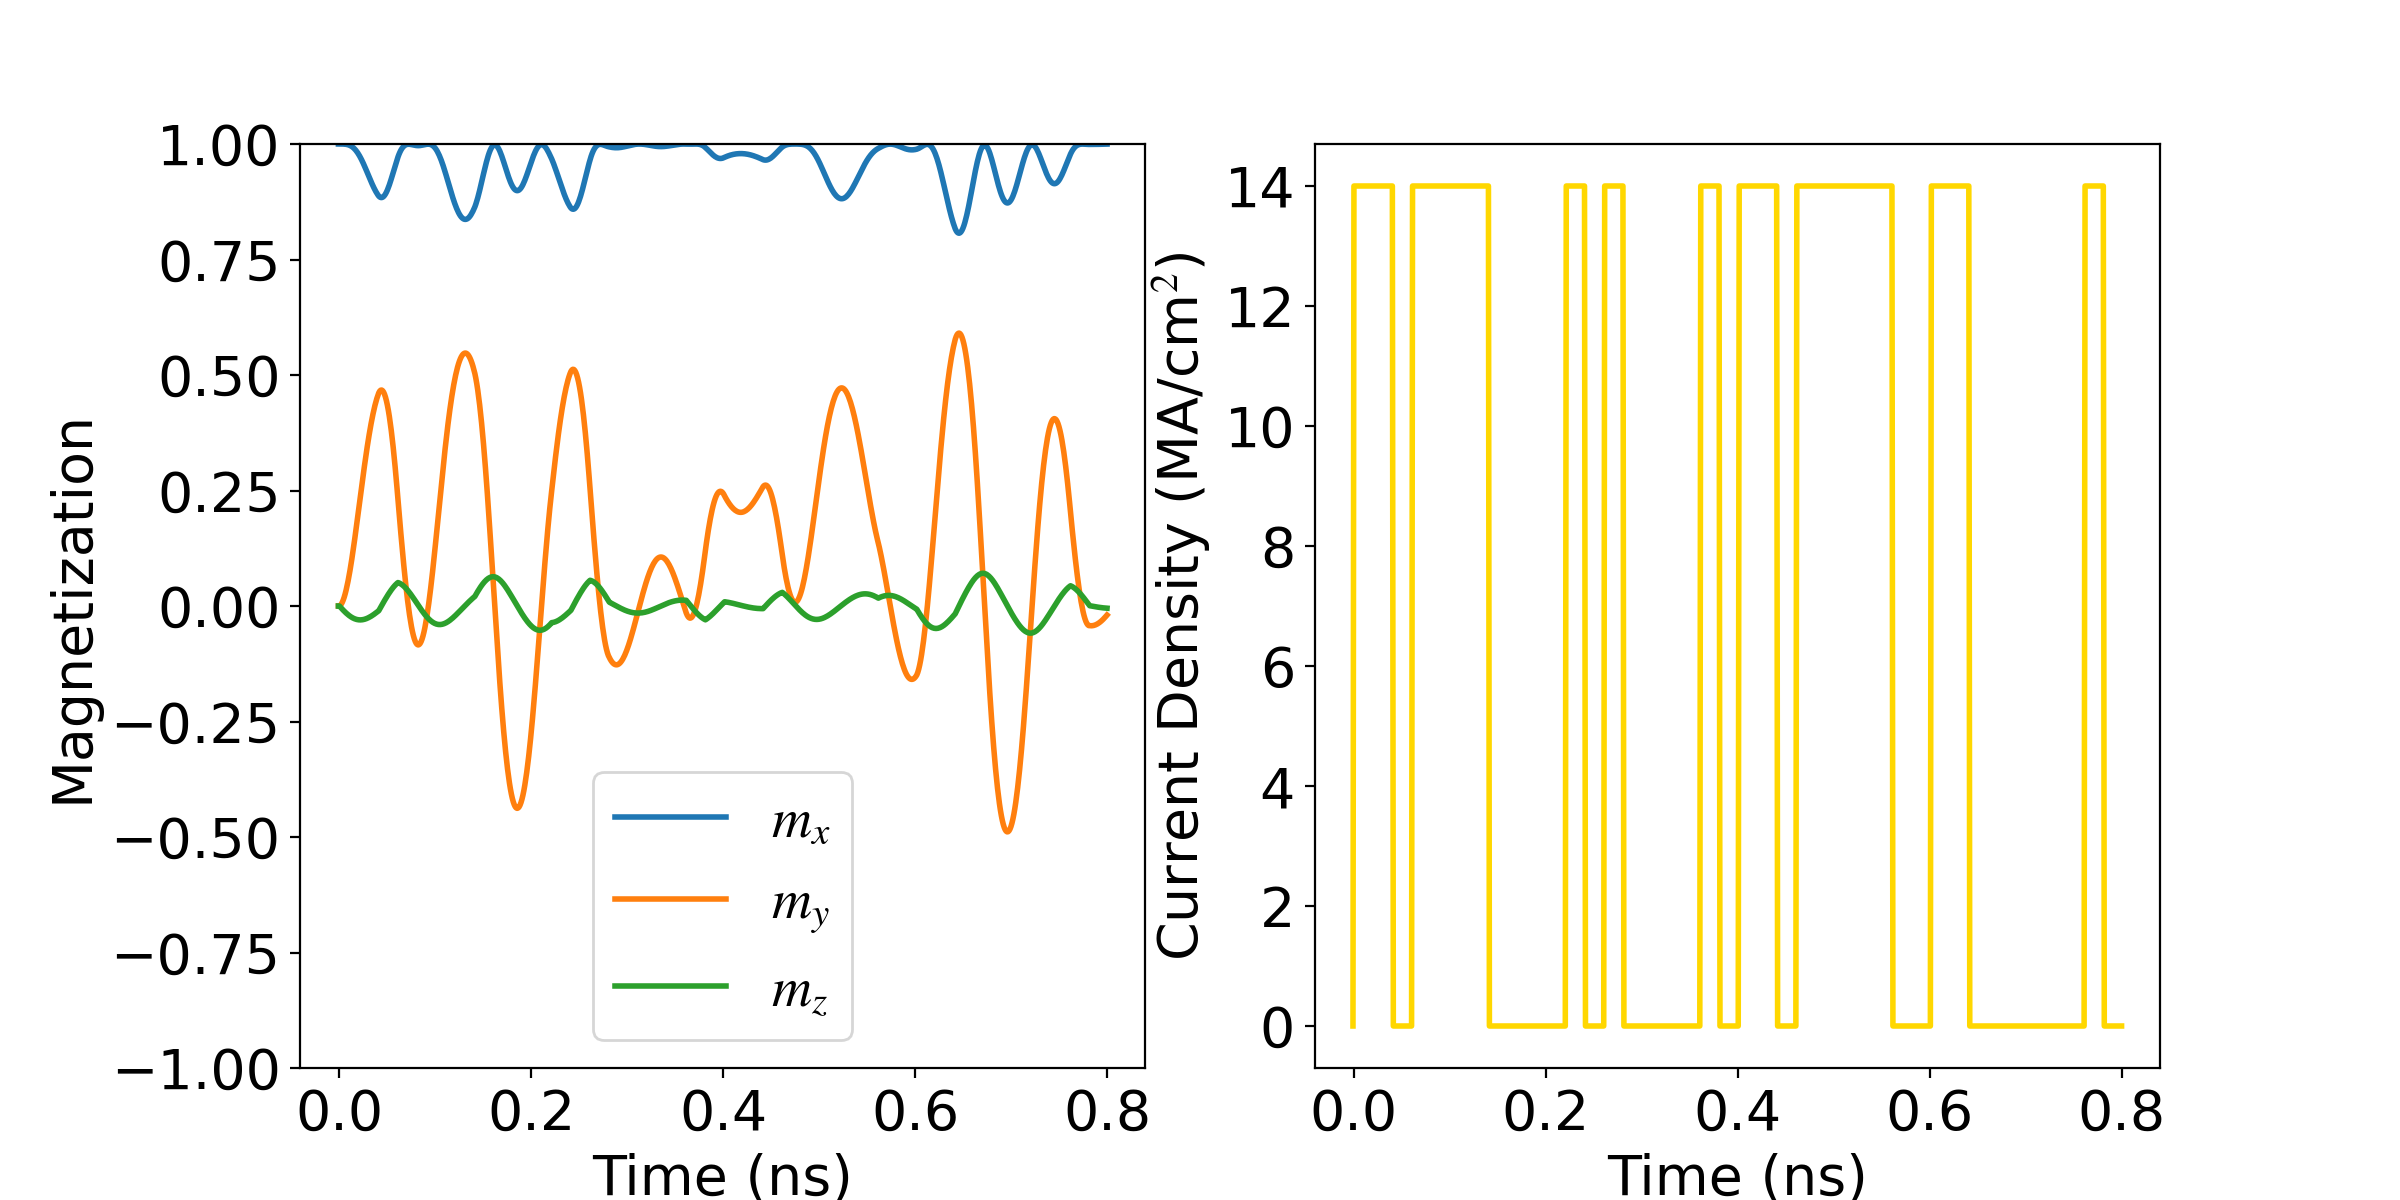 Magnetization
1.00
0.75
0.50
0.25
0.00
−0.25
−0.50
−0.75
−1.00
0.0 0.2 0.4 0.6 0.8
Time (ns)
m_x
m_y
m_z
Current Density (MA/cm²)
14
12
10
8
6
4
2
0
0.0 0.2 0.4 0.6 0.8
Time (ns)